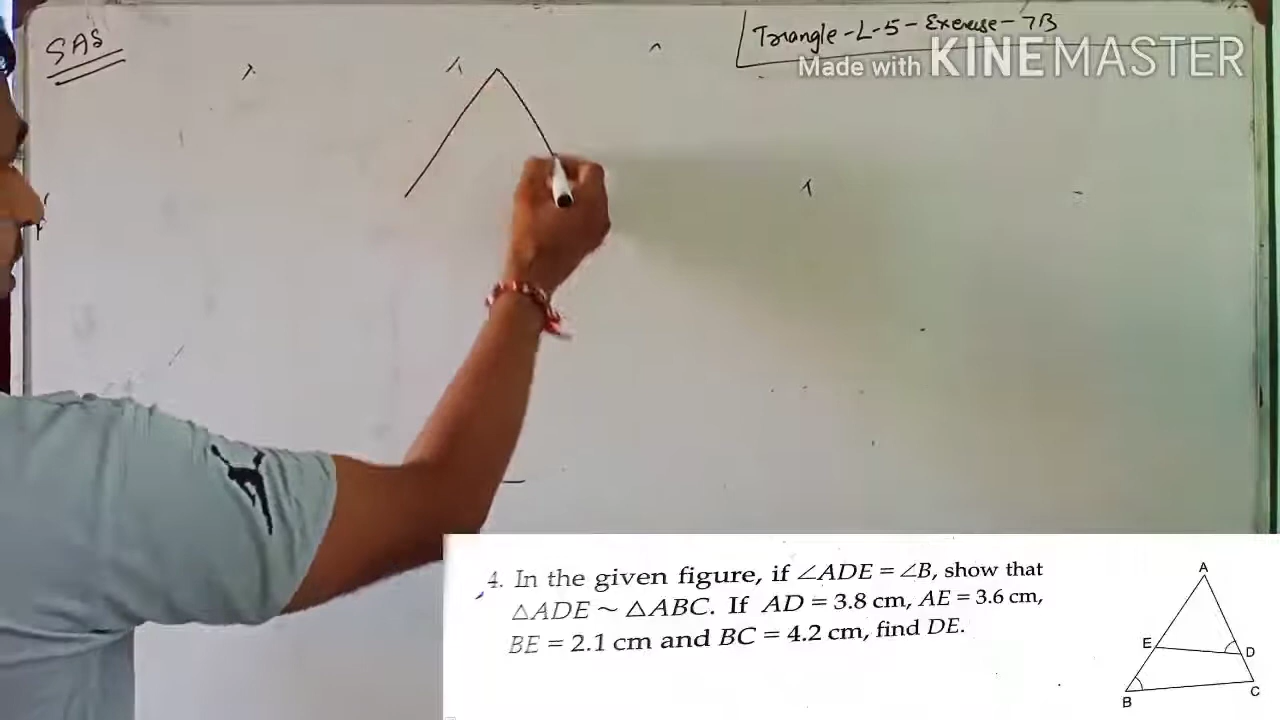 SAS
Triangle-L-5-Exercise-7B
Made with KINEMASTER
4. In the given figure, if ∠ADE = ∠B, show that
△ADE ~ △ABC. If AD = 3.8 cm, AE = 3.6 cm,
BE = 2.1 cm and BC = 4.2 cm, find DE.
A
E
D
B
C